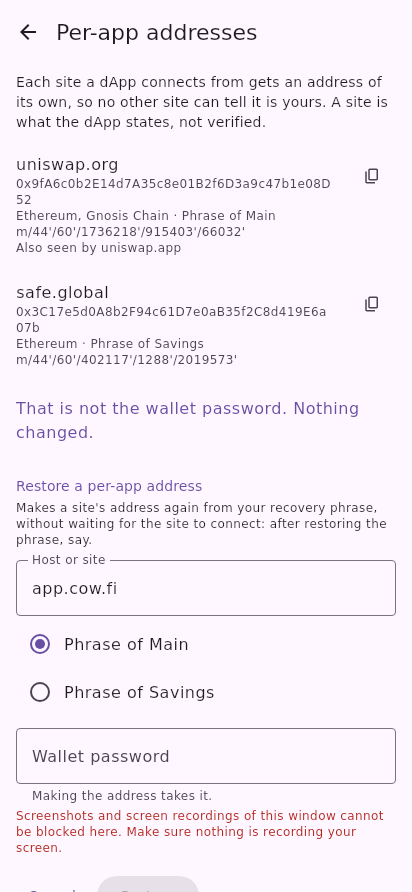 Per-app addresses
Each site a dApp connects from gets an address of
its own, so no other site can tell it is yours. A site is
what the dApp states, not verified.
uniswap.org
0x9fA6c0b2E14d7A35c8e01B2f6D3a9c47b1e08D
52
Ethereum, Gnosis Chain · Phrase of Main
m/44'/60'/1736218'/915403'/66032'
Also seen by uniswap.app
safe.global
0x3C17e5d0A8b2F94c61D7e0aB35f2C8d419E6a
07b
Ethereum · Phrase of Savings
m/44'/60'/402117'/1288'/2019573'
That is not the wallet password. Nothing
changed.
Restore a per-app address
Makes a site's address again from your recovery phrase,
without waiting for the site to connect: after restoring the
phrase, say.
Host or site
app.cow.fi
Phrase of Main
Phrase of Savings
Wallet password
Making the address takes it.
Screenshots and screen recordings of this window cannot
be blocked here. Make sure nothing is recording your
screen.